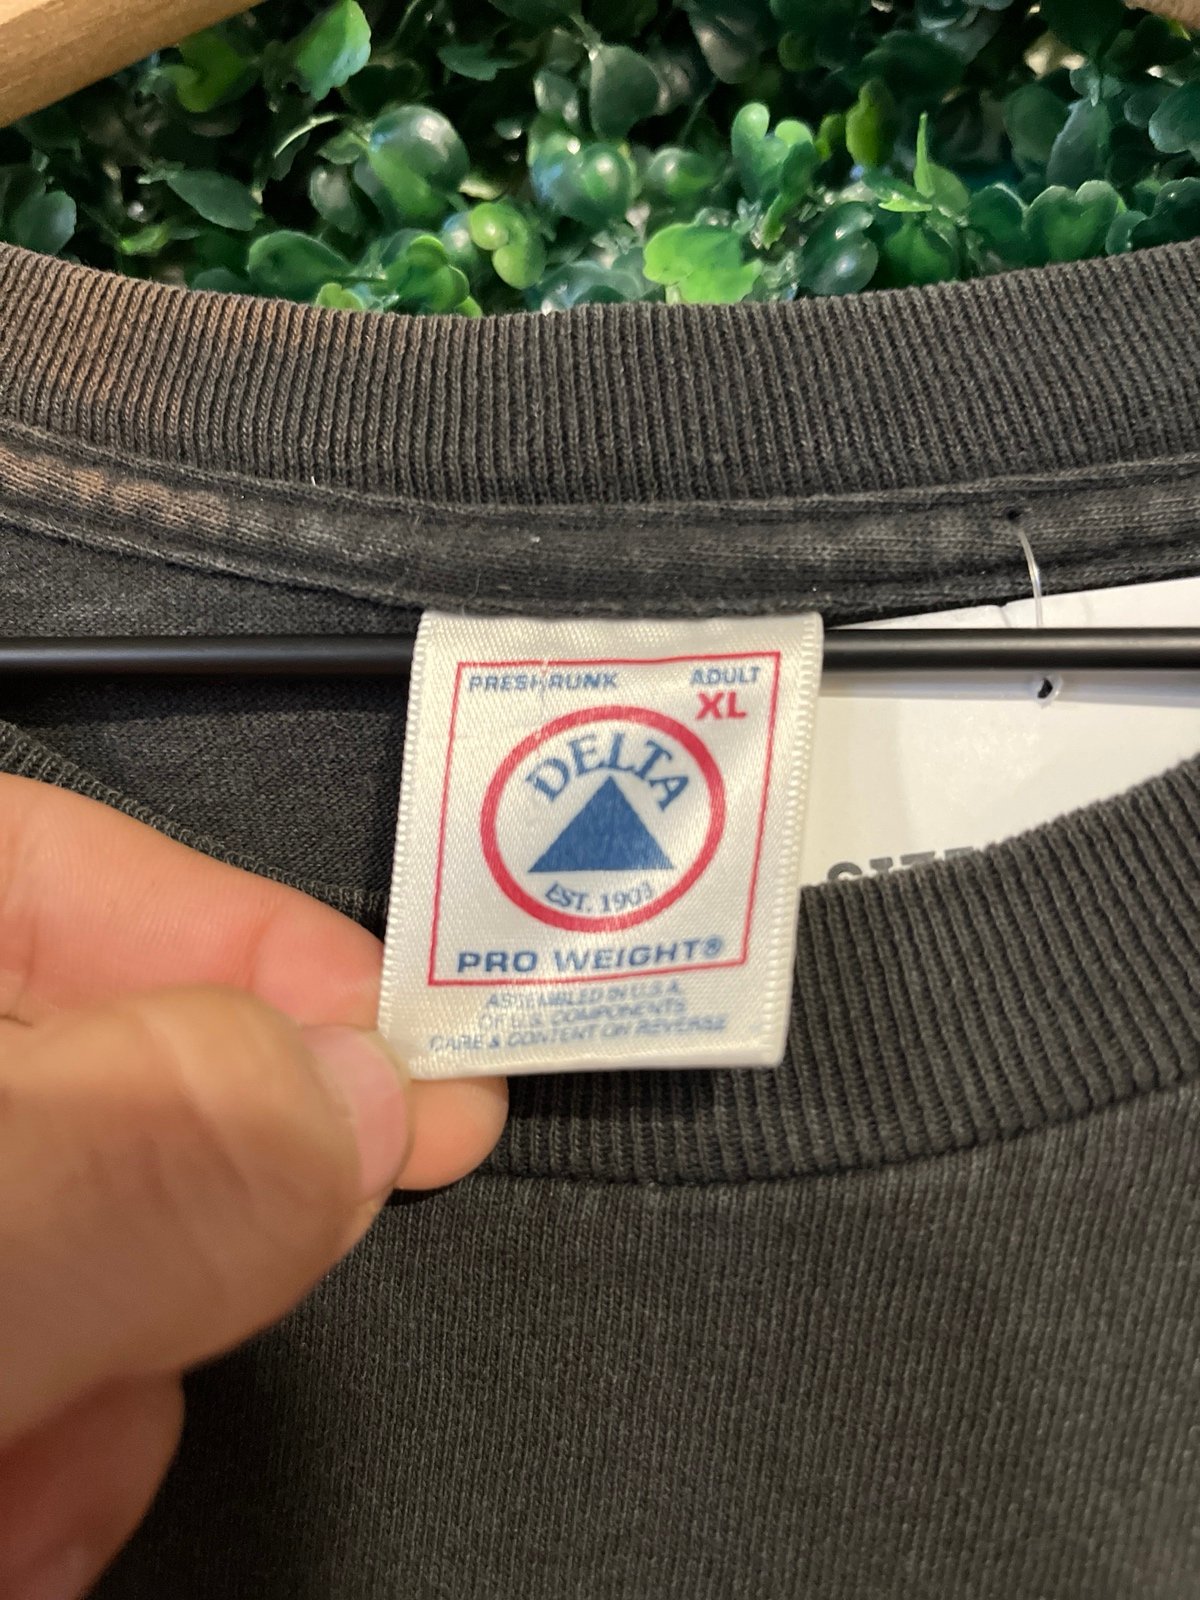 PRESHRUNK ADULT
XL
DELTA
EST. 1903
PRO WEIGHT®
ASSEMBLED IN U.S.A.
OF U.S. COMPONENTS
CARE & CONTENT ON REVERSE